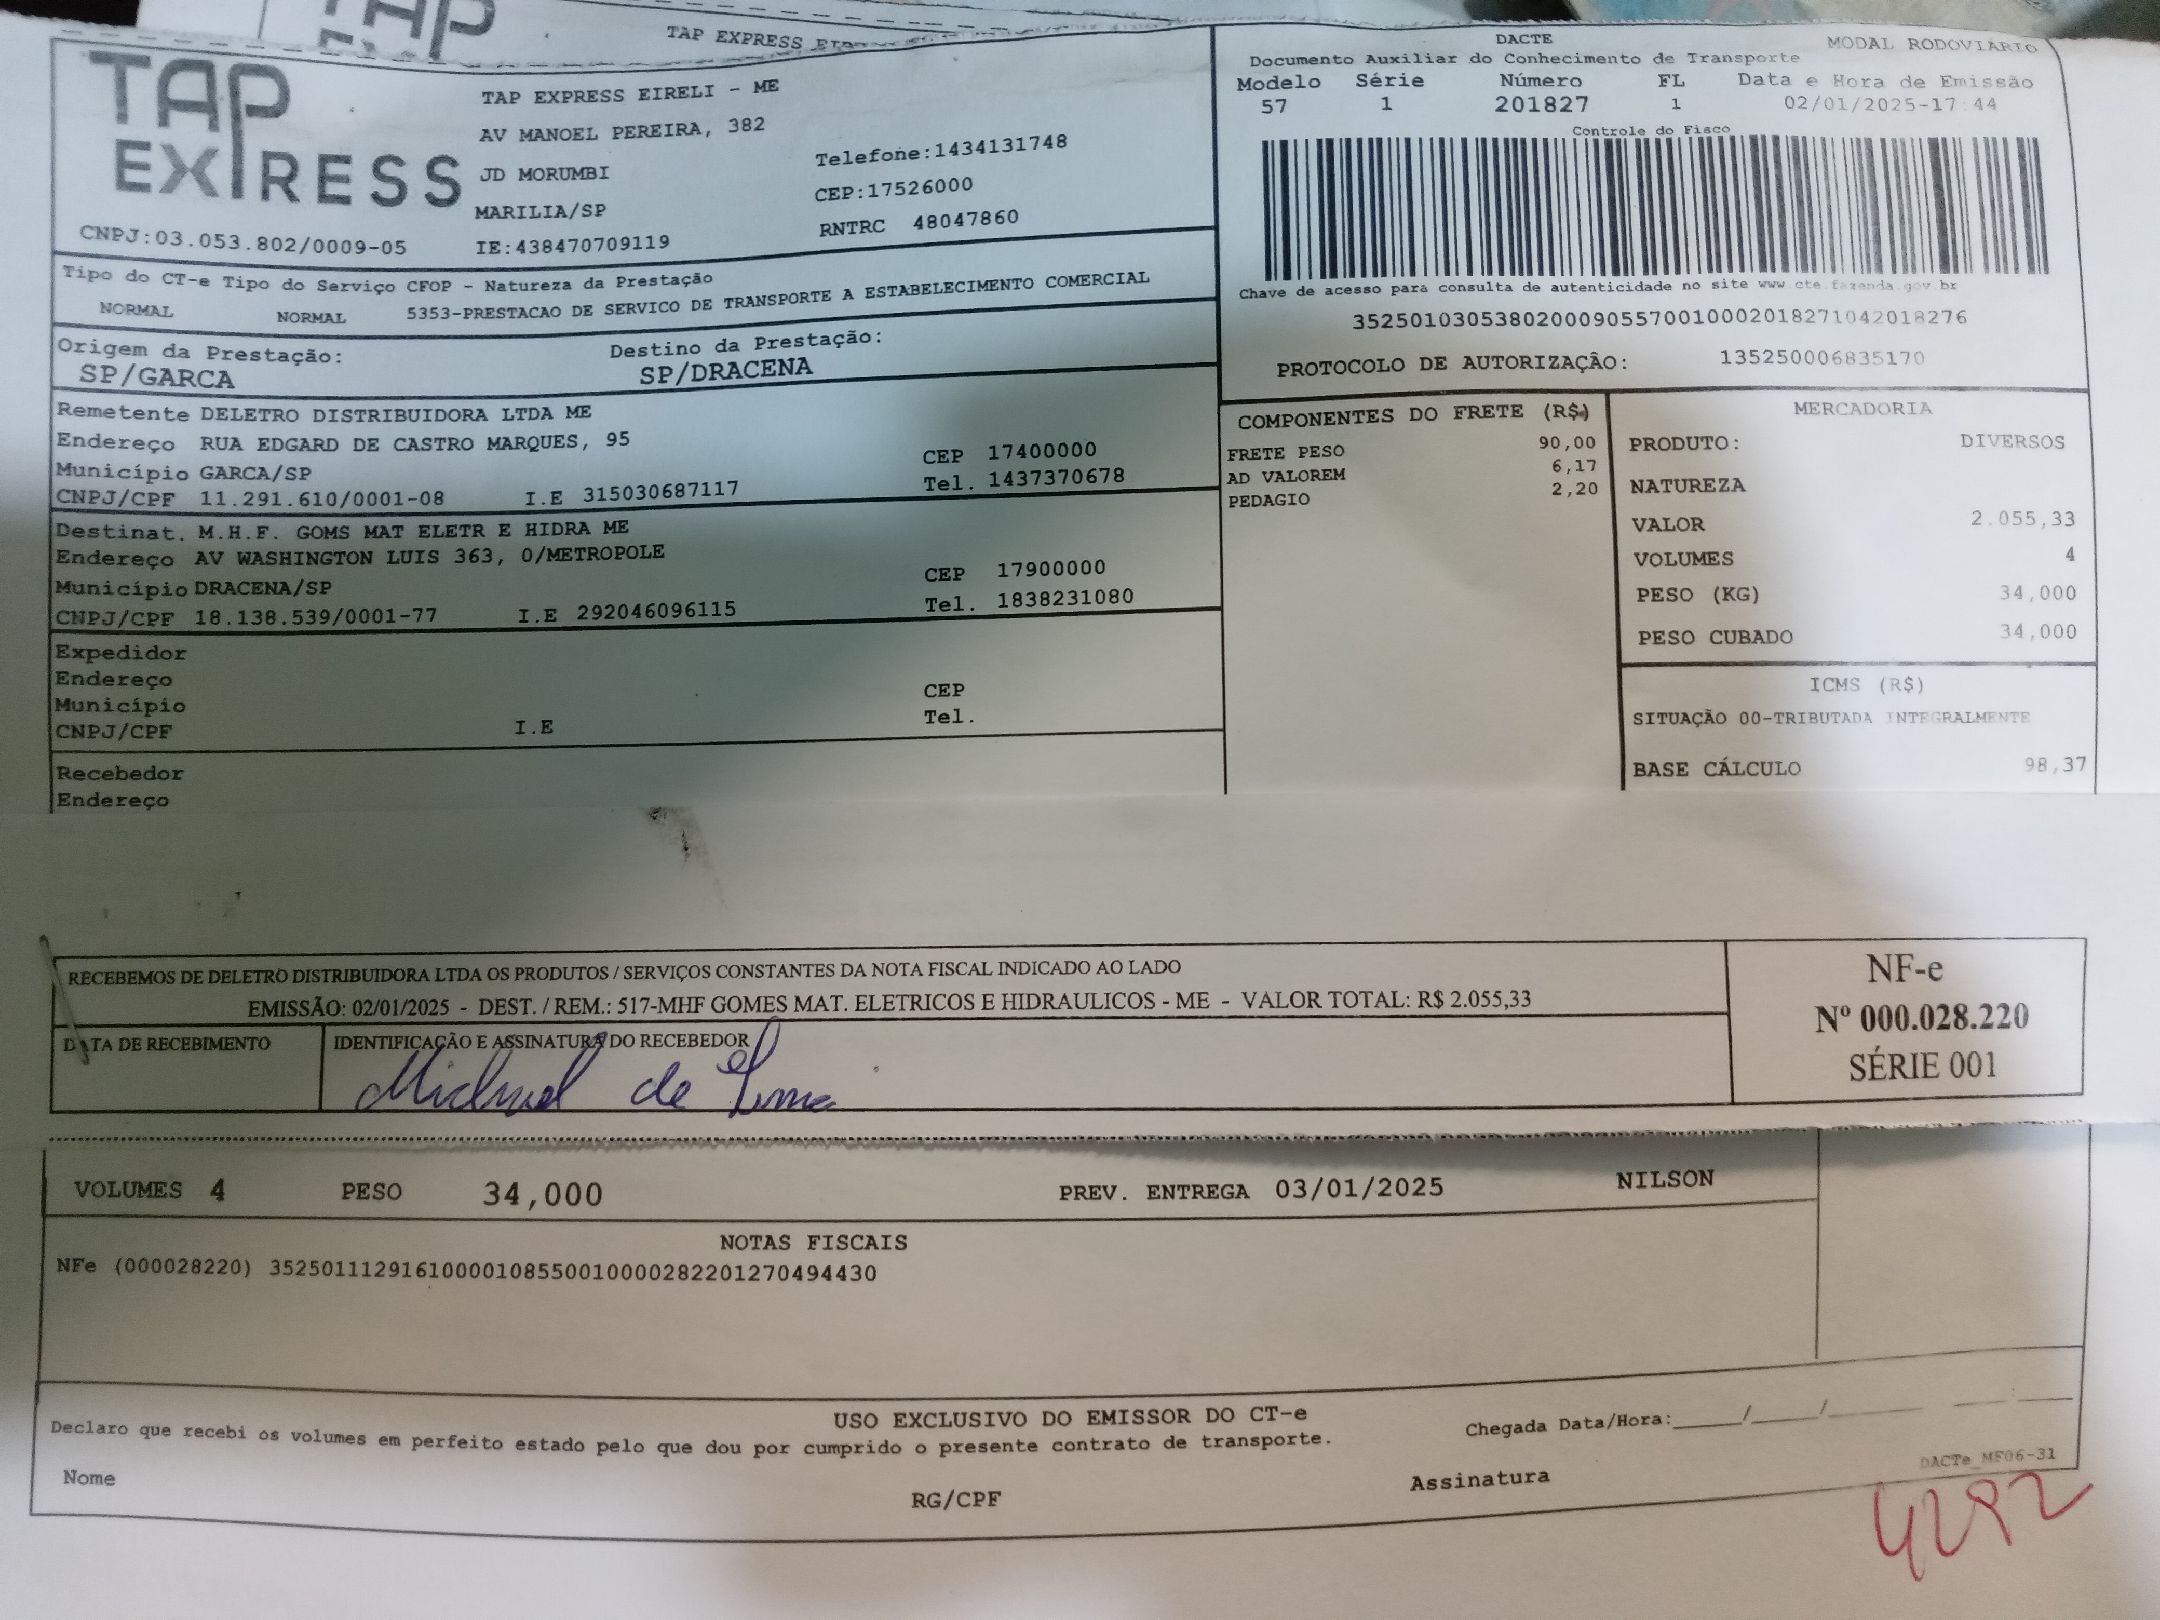 TAP EXPRESS
TAP
TAP EXPRESS
TAP EXPRESS EIRELI - ME
AV MANOEL PEREIRA, 382
JD MORUMBI
MARILIA/SP
Telefone:1434131748
CEP:17526000
RNTRC 48047860
CNPJ:03.053.802/0009-05 IE:438470709119
DACTE
MODAL RODOVIÁRIO
Documento Auxiliar do Conhecimento de Transporte
Modelo Série Número FL Data e Hora de Emissão
57 1 201827 1 02/01/2025-17:44
Controle do Fisco
Chave de acesso para consulta de autenticidade no site www.cte.fazenda.gov.br
35250103053802000905570010002018271042018276
PROTOCOLO DE AUTORIZAÇÃO: 135250006835170
Tipo do CT-e Tipo do Serviço CFOP - Natureza da Prestação
NORMAL NORMAL 5353-PRESTACAO DE SERVICO DE TRANSPORTE A ESTABELECIMENTO COMERCIAL
Origem da Prestação: Destino da Prestação:
SP/GARCA SP/DRACENA
Remetente DELETRO DISTRIBUIDORA LTDA ME
Endereço RUA EDGARD DE CASTRO MARQUES, 95
Município GARCA/SP CEP 17400000
CNPJ/CPF 11.291.610/0001-08 I.E 315030687117 Tel. 1437370678
Destinat. M.H.F. GOMS MAT ELETR E HIDRA ME
Endereço AV WASHINGTON LUIS 363, 0/METROPOLE
Município DRACENA/SP CEP 17900000
CNPJ/CPF 18.138.539/0001-77 I.E 292046096115 Tel. 1838231080
Expedidor
Endereço
Município CEP
CNPJ/CPF I.E Tel.
Recebedor
Endereço
COMPONENTES DO FRETE (R$)
FRETE PESO 90,00
AD VALOREM 6,17
PEDAGIO 2,20
MERCADORIA
PRODUTO: DIVERSOS
NATUREZA
VALOR 2.055,33
VOLUMES 4
PESO (KG) 34,000
PESO CUBADO 34,000
ICMS (R$)
SITUAÇÃO 00-TRIBUTADA INTEGRALMENTE
BASE CÁLCULO 98,37
RECEBEMOS DE DELETRO DISTRIBUIDORA LTDA OS PRODUTOS / SERVIÇOS CONSTANTES DA NOTA FISCAL INDICADO AO LADO
EMISSÃO: 02/01/2025 - DEST. / REM.: 517-MHF GOMES MAT. ELETRICOS E HIDRAULICOS - ME - VALOR TOTAL: R$ 2.055,33
DATA DE RECEBIMENTO IDENTIFICAÇÃO E ASSINATURA DO RECEBEDOR
de
NF-e
Nº 000.028.220
SÉRIE 001
VOLUMES 4 PESO 34,000 PREV. ENTREGA 03/01/2025 NILSON
NOTAS FISCAIS
NFe (000028220) 35250111291610000108550010000282201270494430
USO EXCLUSIVO DO EMISSOR DO CT-e
Declaro que recebi os volumes em perfeito estado pelo que dou por cumprido o presente contrato de transporte.
Chegada Data/Hora:_____/_____/_______
Nome RG/CPF Assinatura
DACTe_MF06-31
4292